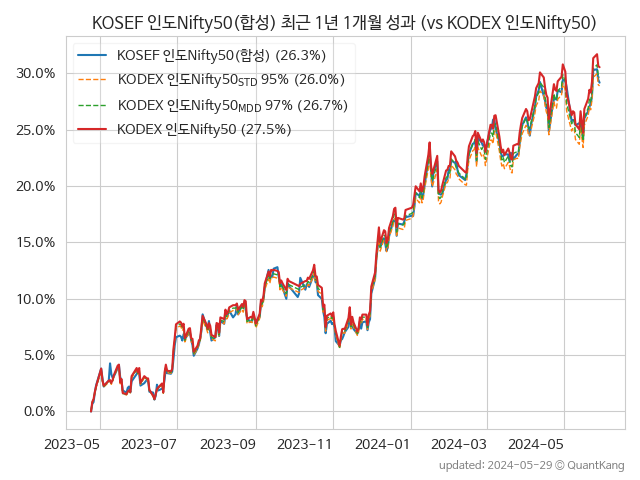 KOSEF 인도Nifty50(합성) 최근 1년 1개월 성과 (vs KODEX 인도Nifty50)
KOSEF 인도Nifty50(합성) (26.3%)
KODEX 인도Nifty50STD 95% (26.0%)
KODEX 인도Nifty50MDD 97% (26.7%)
KODEX 인도Nifty50 (27.5%)
30.0%
25.0%
20.0%
15.0%
10.0%
5.0%
0.0%
2023-05 2023-07 2023-09 2023-11 2024-01 2024-03 2024-05
updated: 2024-05-29 © QuantKang